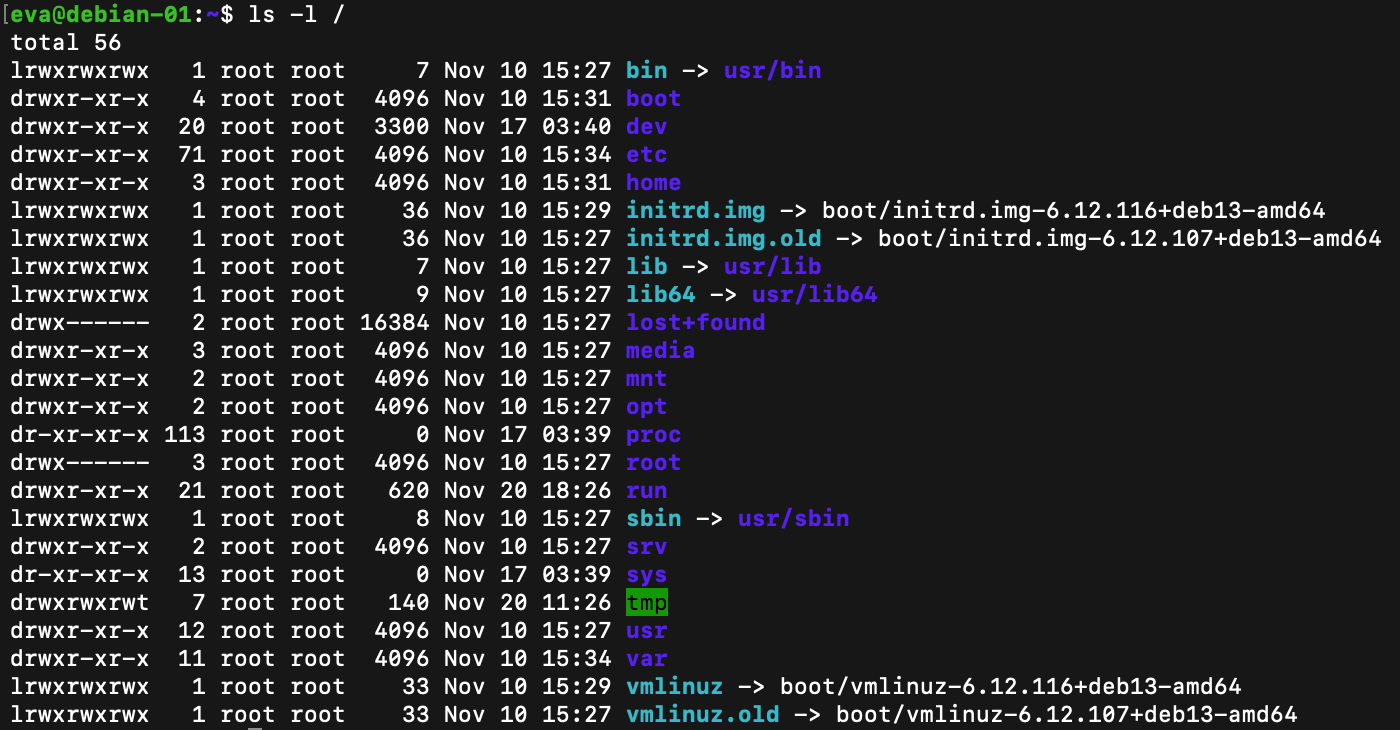 [eva@debian-01:~$ ls -l /
total 56
lrwxrwxrwx   1 root root     7 Nov 10 15:27 bin -> usr/bin
drwxr-xr-x   4 root root  4096 Nov 10 15:31 boot
drwxr-xr-x  20 root root  3300 Nov 17 03:40 dev
drwxr-xr-x  71 root root  4096 Nov 10 15:34 etc
drwxr-xr-x   3 root root  4096 Nov 10 15:31 home
lrwxrwxrwx   1 root root    36 Nov 10 15:29 initrd.img -> boot/initrd.img-6.12.116+deb13-amd64
lrwxrwxrwx   1 root root    36 Nov 10 15:27 initrd.img.old -> boot/initrd.img-6.12.107+deb13-amd64
lrwxrwxrwx   1 root root     7 Nov 10 15:27 lib -> usr/lib
lrwxrwxrwx   1 root root     9 Nov 10 15:27 lib64 -> usr/lib64
drwx------   2 root root 16384 Nov 10 15:27 lost+found
drwxr-xr-x   3 root root  4096 Nov 10 15:27 media
drwxr-xr-x   2 root root  4096 Nov 10 15:27 mnt
drwxr-xr-x   2 root root  4096 Nov 10 15:27 opt
dr-xr-xr-x 113 root root     0 Nov 17 03:39 proc
drwx------   3 root root  4096 Nov 10 15:27 root
drwxr-xr-x  21 root root   620 Nov 20 18:26 run
lrwxrwxrwx   1 root root     8 Nov 10 15:27 sbin -> usr/sbin
drwxr-xr-x   2 root root  4096 Nov 10 15:27 srv
dr-xr-xr-x  13 root root     0 Nov 17 03:39 sys
drwxrwxrwt   7 root root   140 Nov 20 11:26 tmp
drwxr-xr-x  12 root root  4096 Nov 10 15:27 usr
drwxr-xr-x  11 root root  4096 Nov 10 15:34 var
lrwxrwxrwx   1 root root    33 Nov 10 15:29 vmlinuz -> boot/vmlinuz-6.12.116+deb13-amd64
lrwxrwxrwx   1 root root    33 Nov 10 15:27 vmlinuz.old -> boot/vmlinuz-6.12.107+deb13-amd64